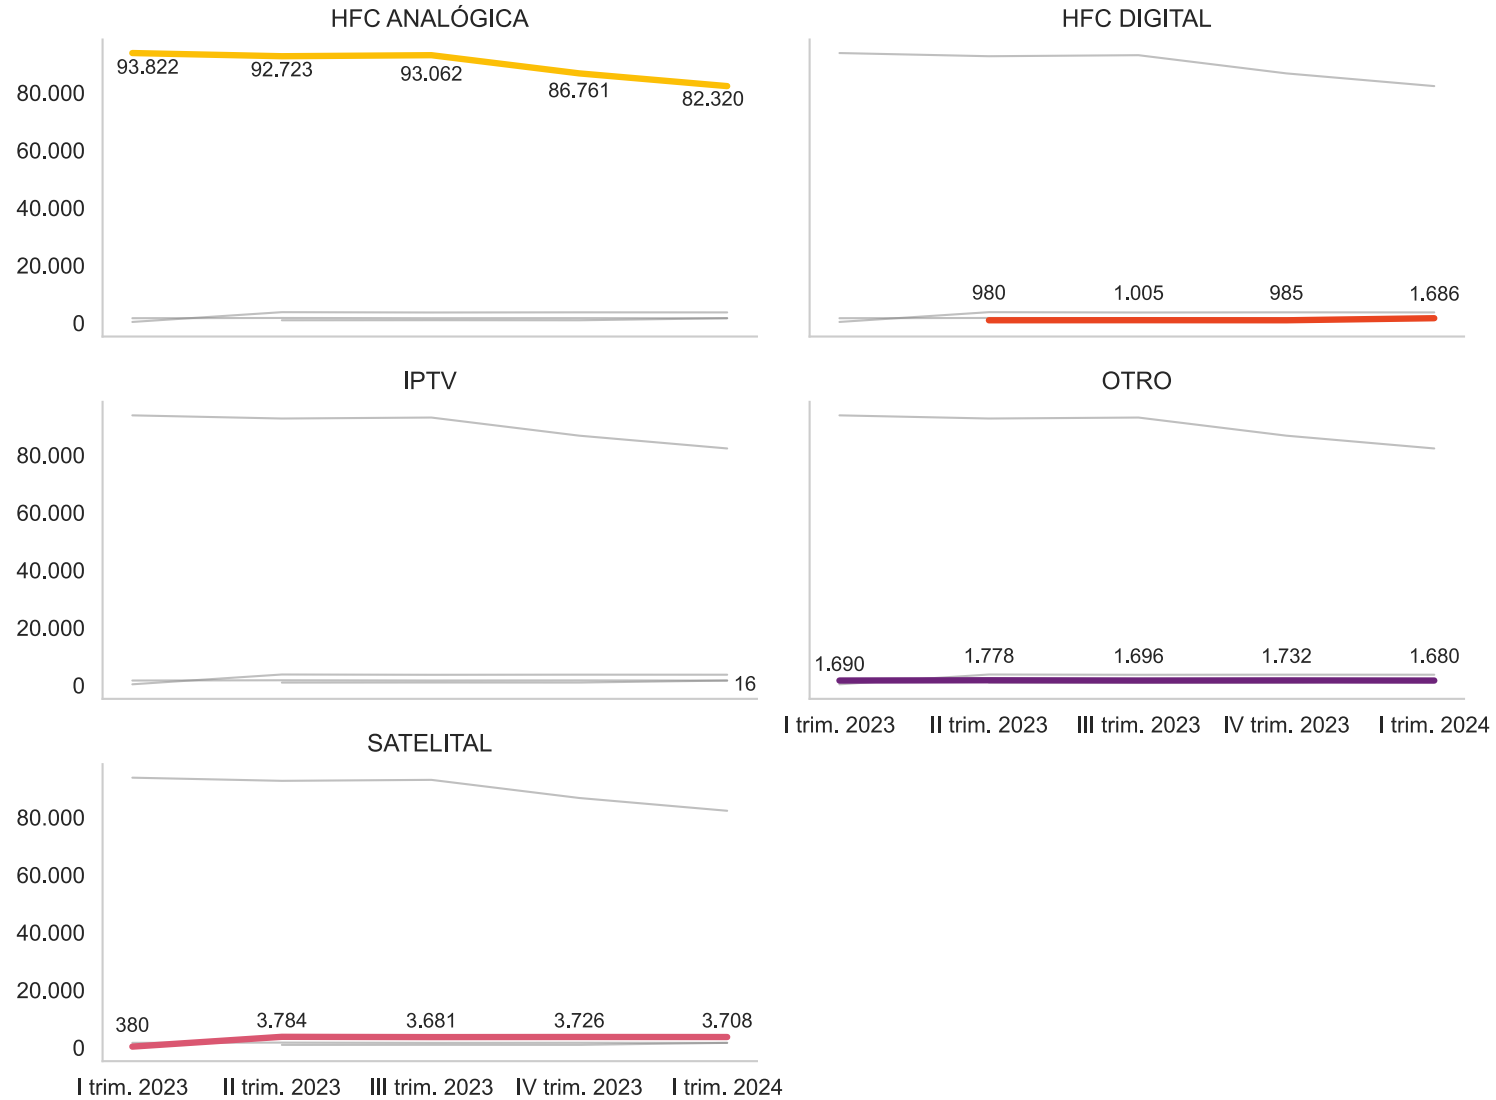 HFC ANALÓGICA
93.822 92.723 93.062 86.761 82.320
80.000
60.000
40.000
20.000
0
HFC DIGITAL
980 1.005 985 1.686
IPTV
80.000
60.000
40.000
20.000
0
16
OTRO
1.690 1.778 1.696 1.732 1.680
I trim. 2023 II trim. 2023 III trim. 2023 IV trim. 2023 I trim. 2024
SATELITAL
80.000
60.000
40.000
20.000
0
380 3.784 3.681 3.726 3.708
I trim. 2023 II trim. 2023 III trim. 2023 IV trim. 2023 I trim. 2024